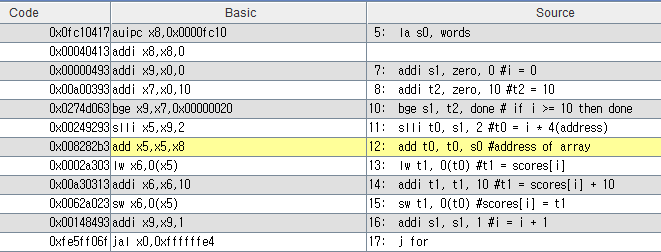 Code Basic Source
0x0fc10417 auipc x8,0x0000fc10 5: la s0, words
0x00040413 addi x8,x8,0
0x00000493 addi x9,x0,0 7: addi s1, zero, 0 #i = 0
0x00a00393 addi x7,x0,10 8: addi t2, zero, 10 #t2 = 10
0x0274d063 bge x9,x7,0x00000020 10: bge s1, t2, done # if i >= 10 then done
0x00249293 slli x5,x9,2 11: slli t0, s1, 2 #t0 = i * 4(address)
0x008282b3 add x5,x5,x8 12: add t0, t0, s0 #address of array
0x0002a303 lw x6,0(x5) 13: lw t1, 0(t0) #t1 = scores[i]
0x00a30313 addi x6,x6,10 14: addi t1, t1, 10 #t1 = scores[i] + 10
0x0062a023 sw x6,0(x5) 15: sw t1, 0(t0) #scores[i] = t1
0x00148493 addi x9,x9,1 16: addi s1, s1, 1 #i = i + 1
0xfe5ff06f jal x0,0xffffffe4 17: j for